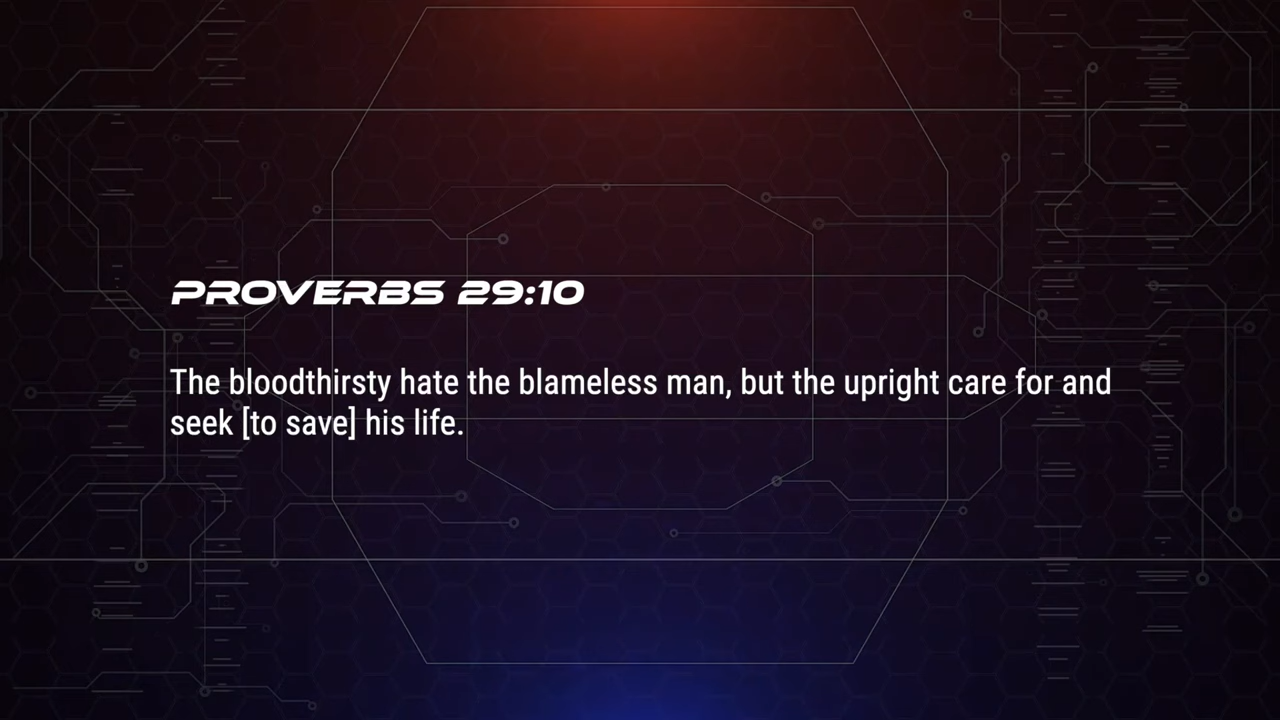 PROVERBS 29:10
The bloodthirsty hate the blameless man, but the upright care for and
seek [to save] his life.